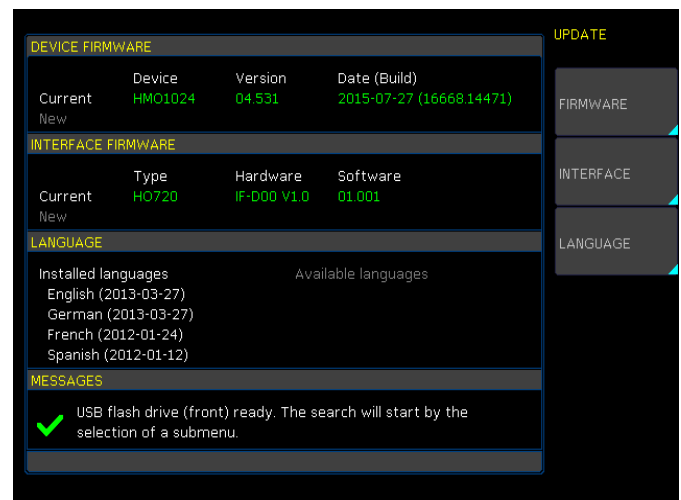 UPDATE
DEVICE FIRMWARE
Device Version Date (Build)
Current HMO1024 04.531 2015-07-27 (16668.14471)
New
FIRMWARE
INTERFACE FIRMWARE
Type Hardware Software
Current HO720 IF-D00 V1.0 01.001
New
INTERFACE
LANGUAGE
Installed languages Available languages
English (2013-03-27)
German (2013-03-27)
French (2012-01-24)
Spanish (2012-01-12)
LANGUAGE
MESSAGES
USB flash drive (front) ready. The search will start by the
selection of a submenu.